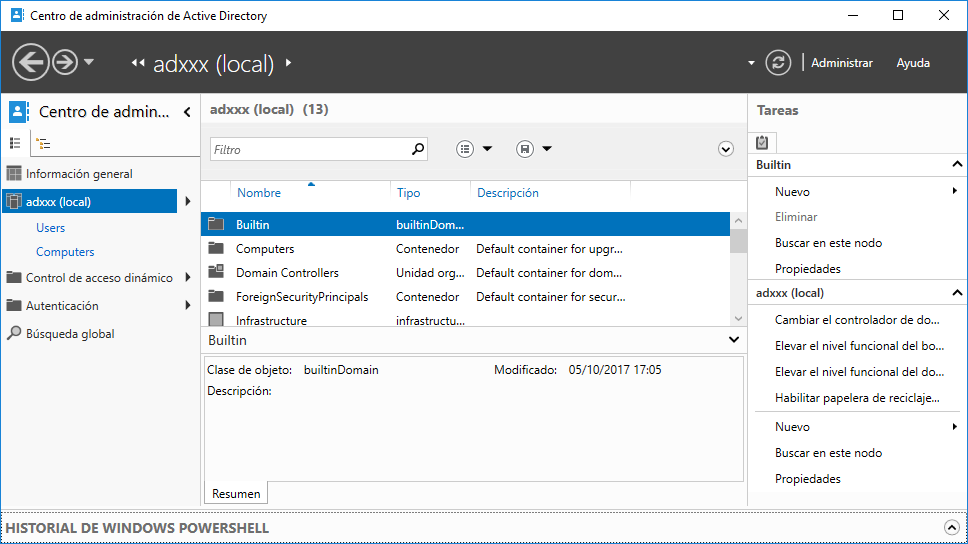 Centro de administración de Active Directory
adxxx (local)
Administrar
Ayuda
Centro de admin...
Información general
adxxx (local)
Users
Computers
Control de acceso dinámico
Autenticación
Búsqueda global
adxxx (local) (13)
Filtro
Nombre Tipo Descripción
Builtin builtinDom...
Computers Contenedor Default container for upgr...
Domain Controllers Unidad org... Default container for dom...
ForeignSecurityPrincipals Contenedor Default container for secur...
Infrastructure infrastructu...
Builtin
Clase de objeto: builtinDomain Modificado: 05/10/2017 17:05
Descripción:
Resumen
Tareas
Builtin
Nuevo
Eliminar
Buscar en este nodo
Propiedades
adxxx (local)
Cambiar el controlador de do...
Elevar el nivel funcional del bo...
Elevar el nivel funcional del do...
Habilitar papelera de reciclaje...
Nuevo
Buscar en este nodo
Propiedades
HISTORIAL DE WINDOWS POWERSHELL